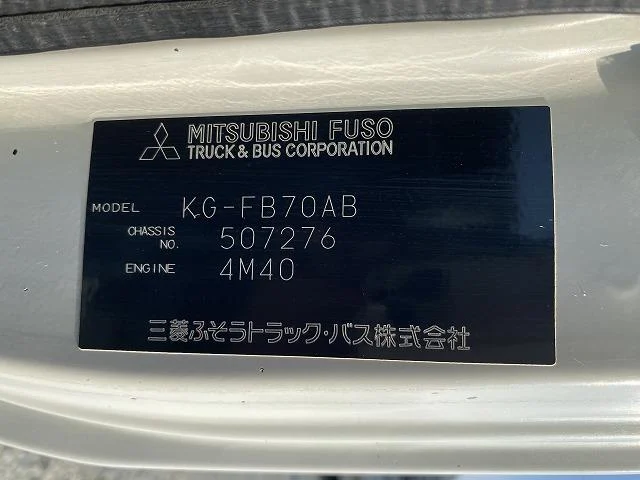 MITSUBISHI FUSO
TRUCK & BUS CORPORATION
MODEL KG-FB70AB
CHASSIS NO. 507276
ENGINE 4M40
三菱ふそうトラック・バス株式会社